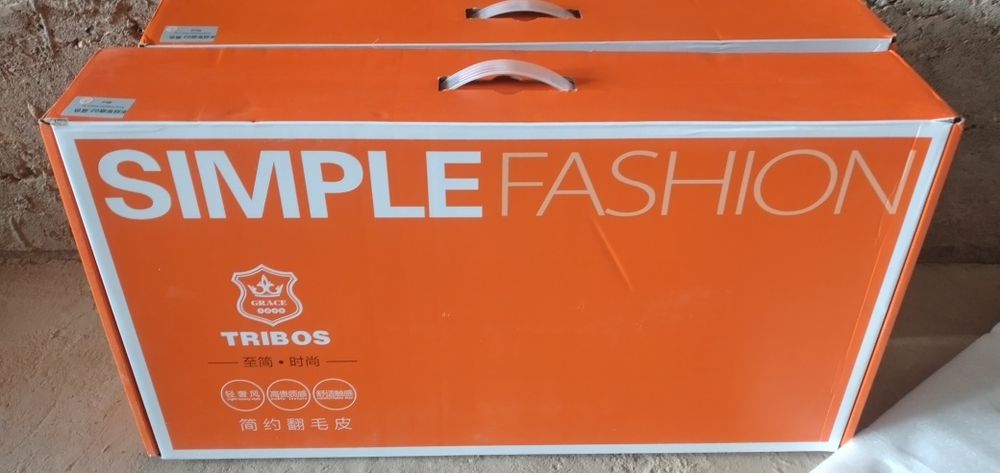 SIMPLE FASHION
GRACE
0000
TRIBOS
至简·时尚
轻奢风 高贵质感 舒适触感
简约翻毛皮